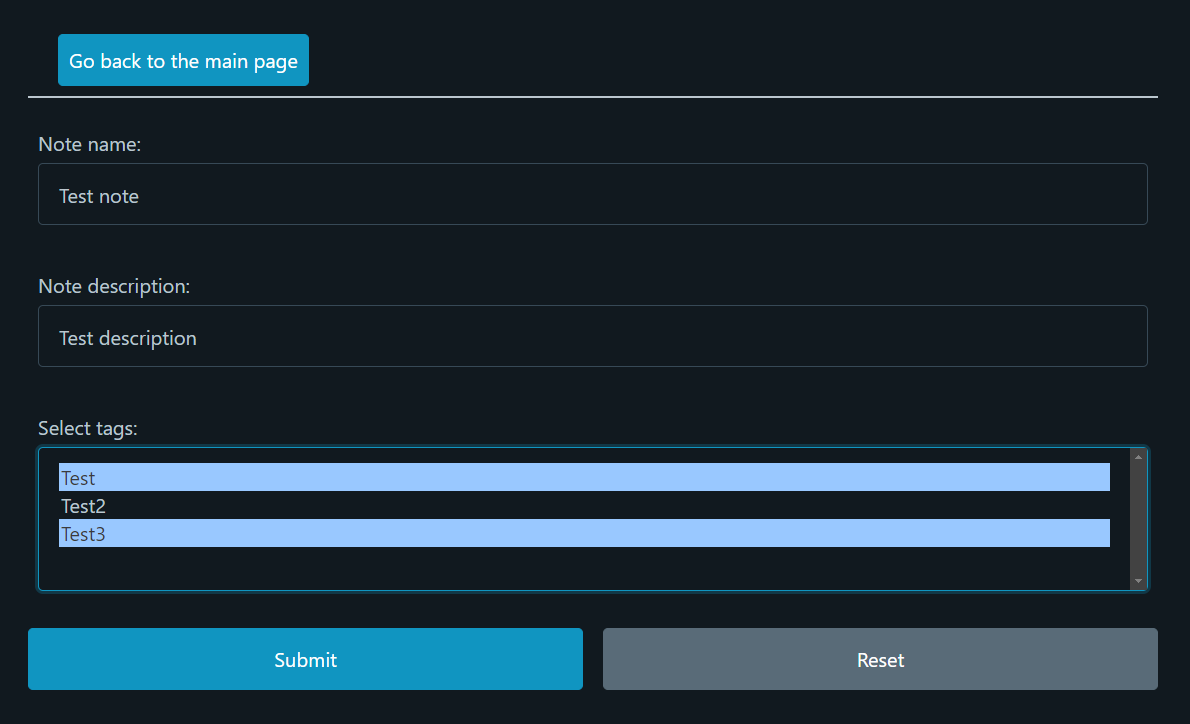 Go back to the main page
Note name:
Test note
Note description:
Test description
Select tags:
Test
Test2
Test3
Submit
Reset